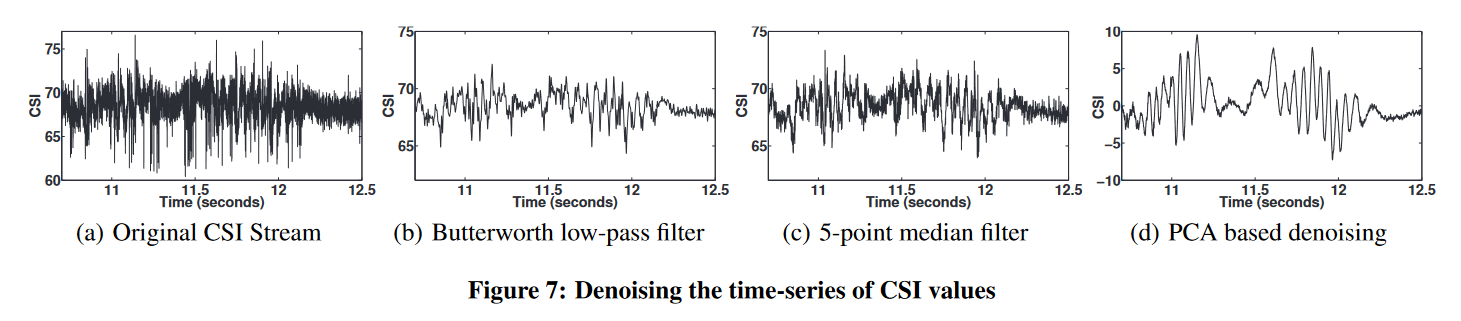 75
70
65
60
CSI
11
11.5
12
12.5
Time (seconds)
(a) Original CSI Stream
75
70
65
CSI
11
11.5
12
12.5
Time (seconds)
(b) Butterworth low-pass filter
75
70
65
CSI
11
11.5
12
12.5
Time (seconds)
(c) 5-point median filter
10
5
0
−5
−10
CSI
11
11.5
12
12.5
Time (seconds)
(d) PCA based denoising
Figure 7: Denoising the time-series of CSI values